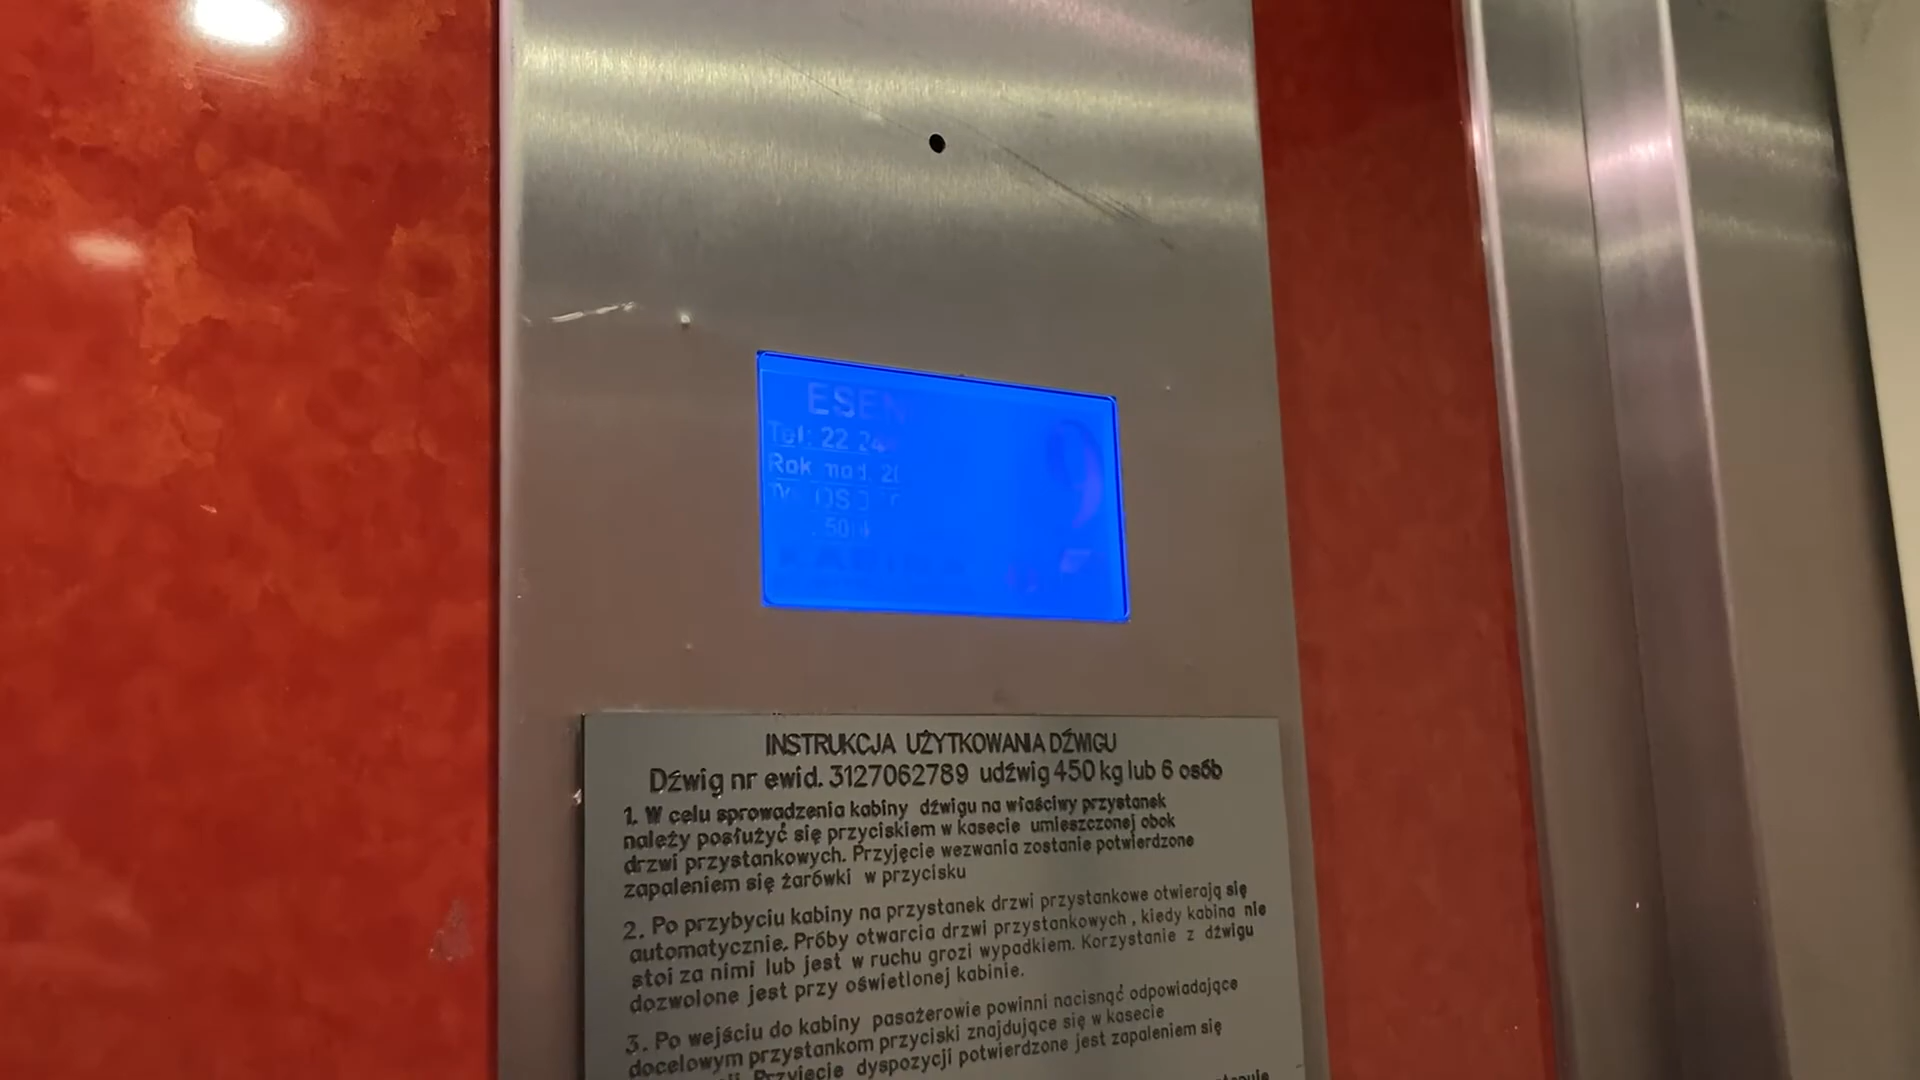 ESEN
Tel: 22 24
Rok mod. 20
INSTRUKCJA UŻYTKOWANIA DŹWIGU
Dźwig nr ewid. 3127062789 udźwig 450 kg lub 6 osób
1. W celu sprowadzenia kabiny dźwigu na właściwy przystanek
należy posłużyć się przyciskiem w kasecie umieszczonej obok
drzwi przystankowych. Przyjęcie wezwania zostanie potwierdzone
zapaleniem się żarówki w przycisku
2. Po przybyciu kabiny na przystanek drzwi przystankowe otwierają się
automatycznie. Próby otwarcia drzwi przystankowych, kiedy kabina nie
stoi za nimi lub jest w ruchu grozi wypadkiem. Korzystanie z dźwigu
dozwolone jest przy oświetlonej kabinie.
3. Po wejściu do kabiny pasażerowie powinni nacisnąć odpowiadające
docelowym przystankom przyciski znajdujące się w kasecie
Przyjęcie dyspozycji potwierdzone jest zapaleniem się